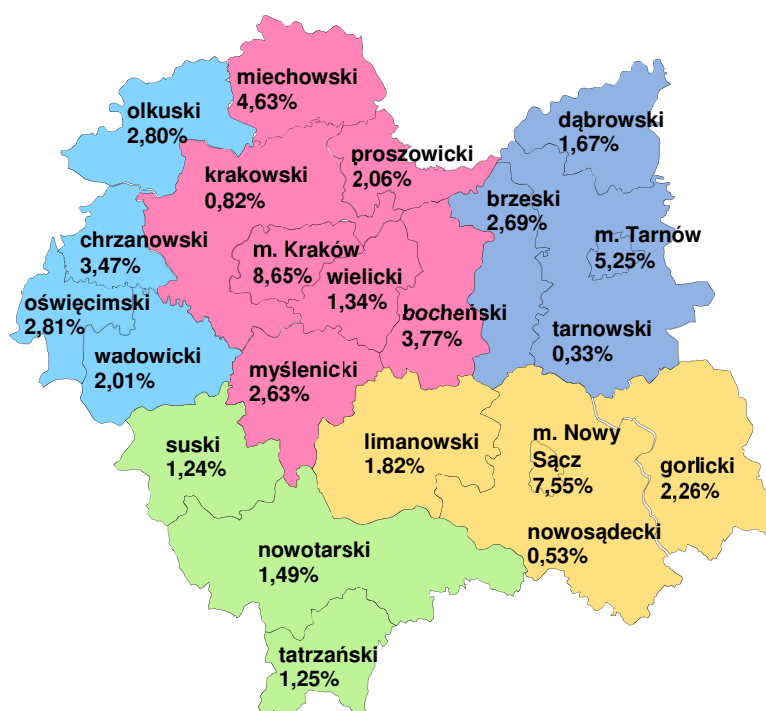 miechowski
4,63%
olkuski
2,80%
dąbrowski
1,67%
proszowicki
2,06%
krakowski
0,82%
brzeski
2,69%
chrzanowski
3,47%
m. Kraków
8,65%
m. Tarnów
5,25%
wielicki
1,34%
oświęcimski
2,81%
bocheński
3,77%
tarnowski
0,33%
wadowicki
2,01%
myślenicki
2,63%
suski
1,24%
limanowski
1,82%
m. Nowy
Sącz
7,55%
gorlicki
2,26%
nowosądecki
0,53%
nowotarski
1,49%
tatrzański
1,25%